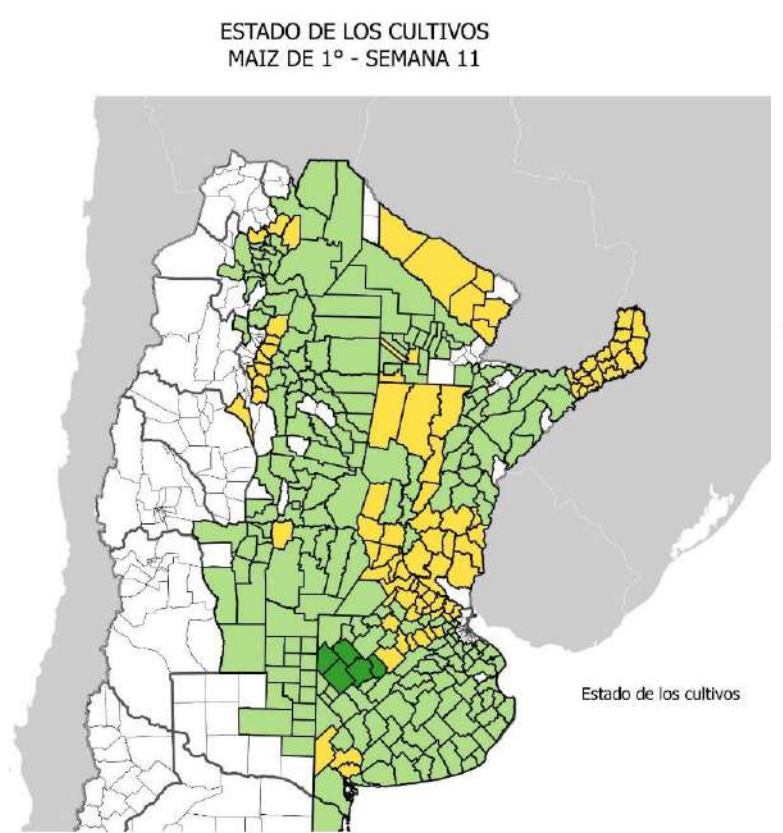 ESTADO DE LOS CULTIVOS
MAIZ DE 1° - SEMANA 11
Estado de los cultivos